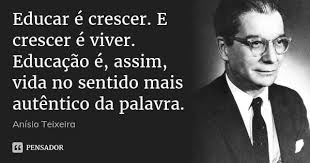 Educar é crescer. E
crescer é viver.
Educação é, assim,
vida no sentido mais
autêntico da palavra.
Anísio Teixeira
PENSADOR